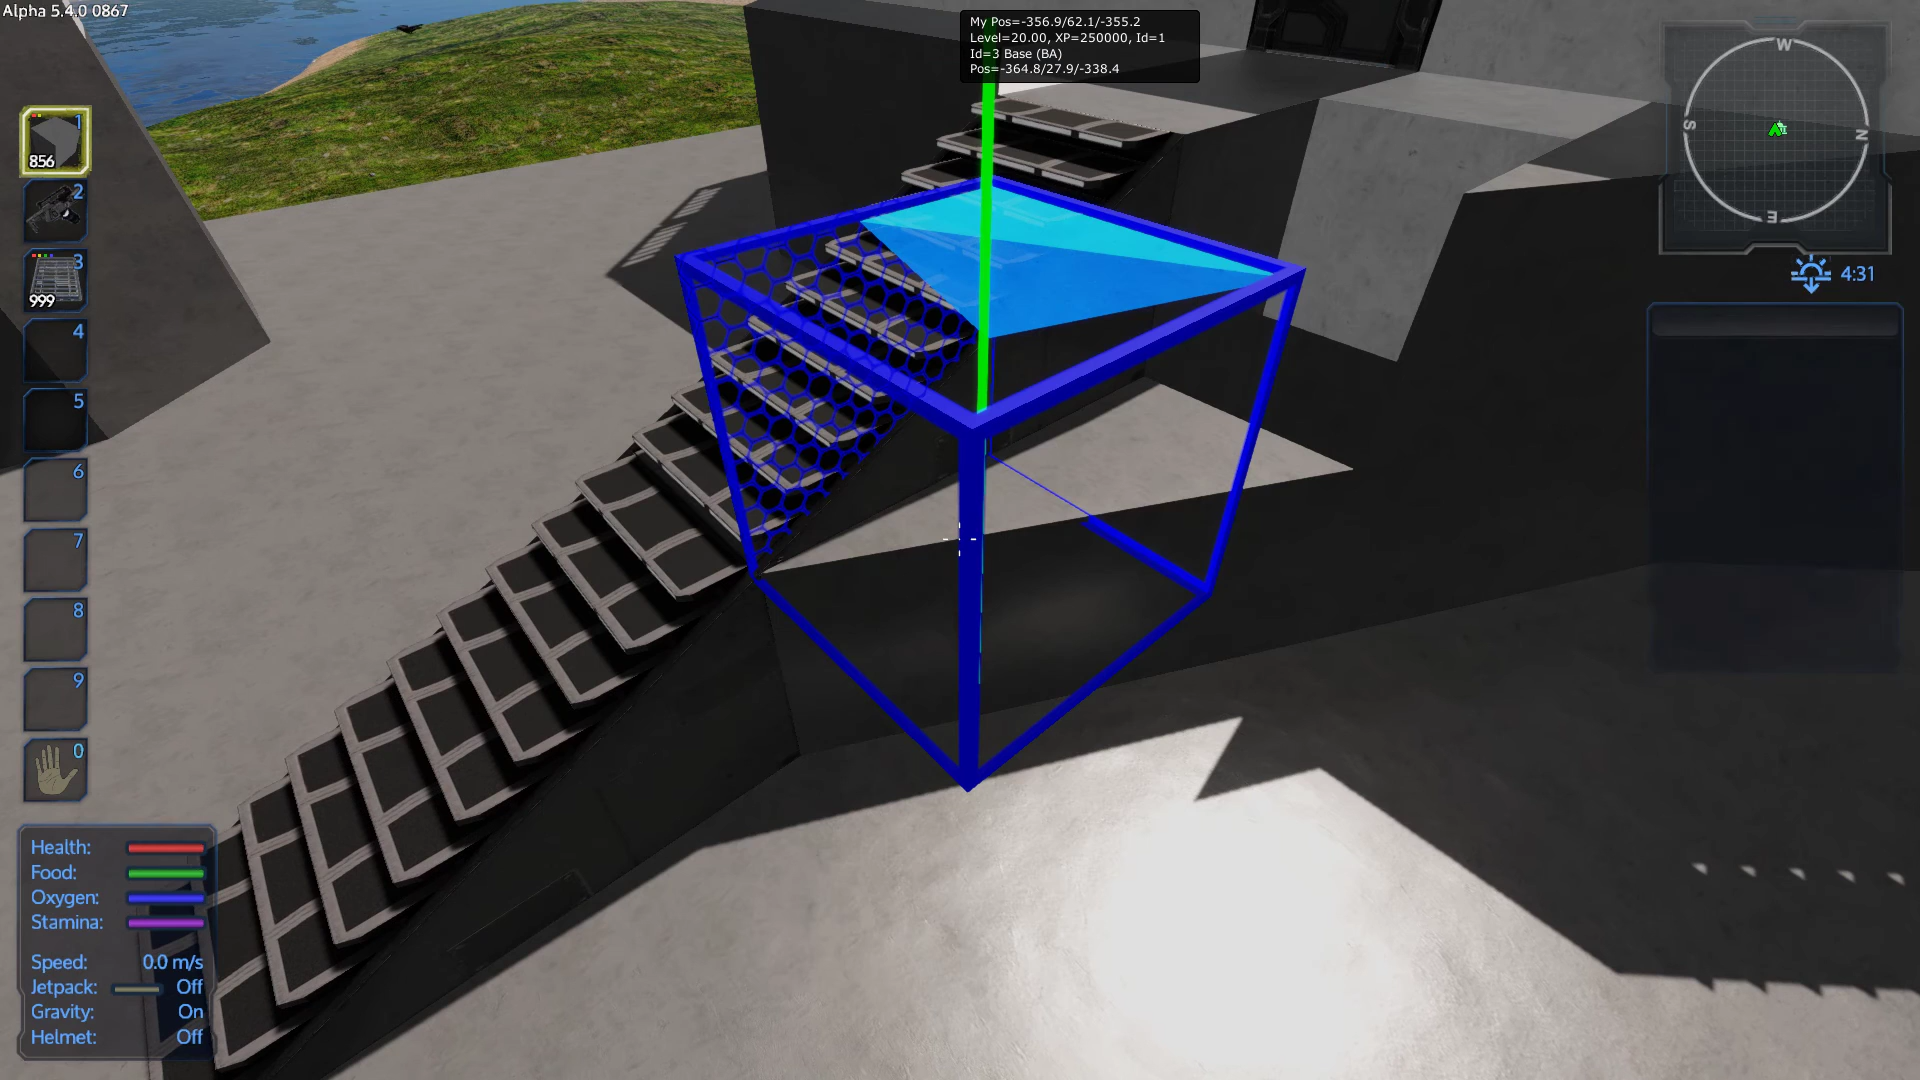 Alpha 5.4.0 0867
My Pos=-356.9/62.1/-355.2
Level=20.00, XP=250000, Id=1
Id=3 Base (BA)
Pos=-364.8/27.9/-338.4
W
S
N
E
4:31
1
856
2
3
999
4
5
6
7
8
9
0
Health:
Food:
Oxygen:
Stamina:
Speed: 0.0 m/s
Jetpack: Off
Gravity: On
Helmet: Off